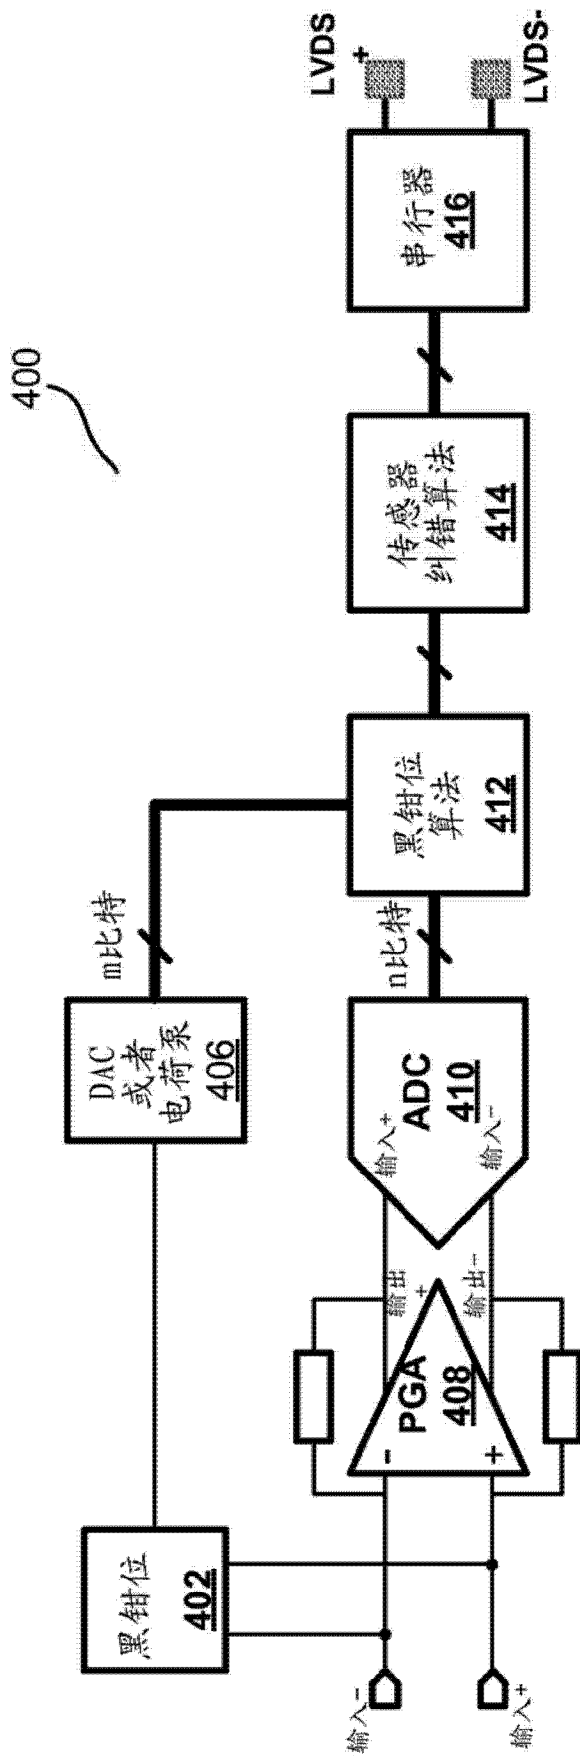 400
黑钳位
402
DAC
或者
电荷泵
406
m比特
输入-
输入+
-
+
PGA
408
输出
+
输出-
输入+
输入-
ADC
410
n比特
黑钳位
算法
412
传感器
纠错算法
414
串行器
416
LVDS
+
LVDS-